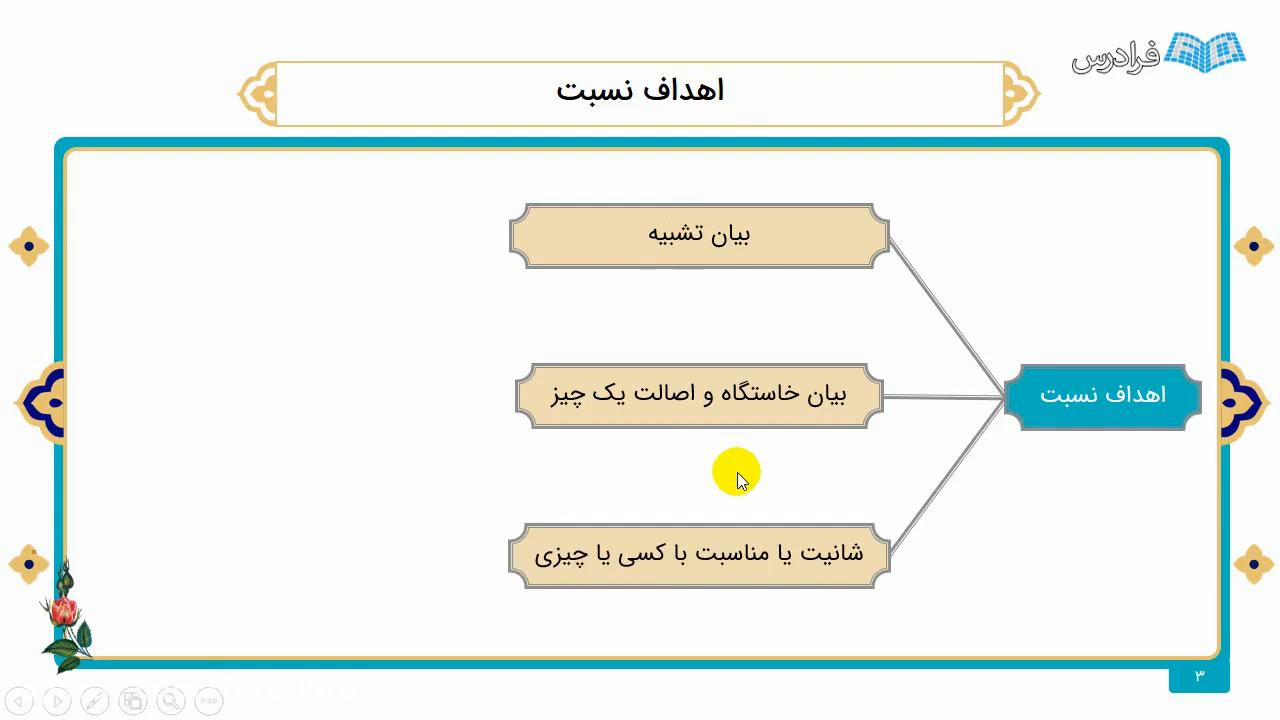 فرادرس
اهداف نسبت
بیان تشبیه
بیان خاستگاه و اصالت یک چیز
اهداف نسبت
شانیت یا مناسبت با کسی یا چیزی
۳